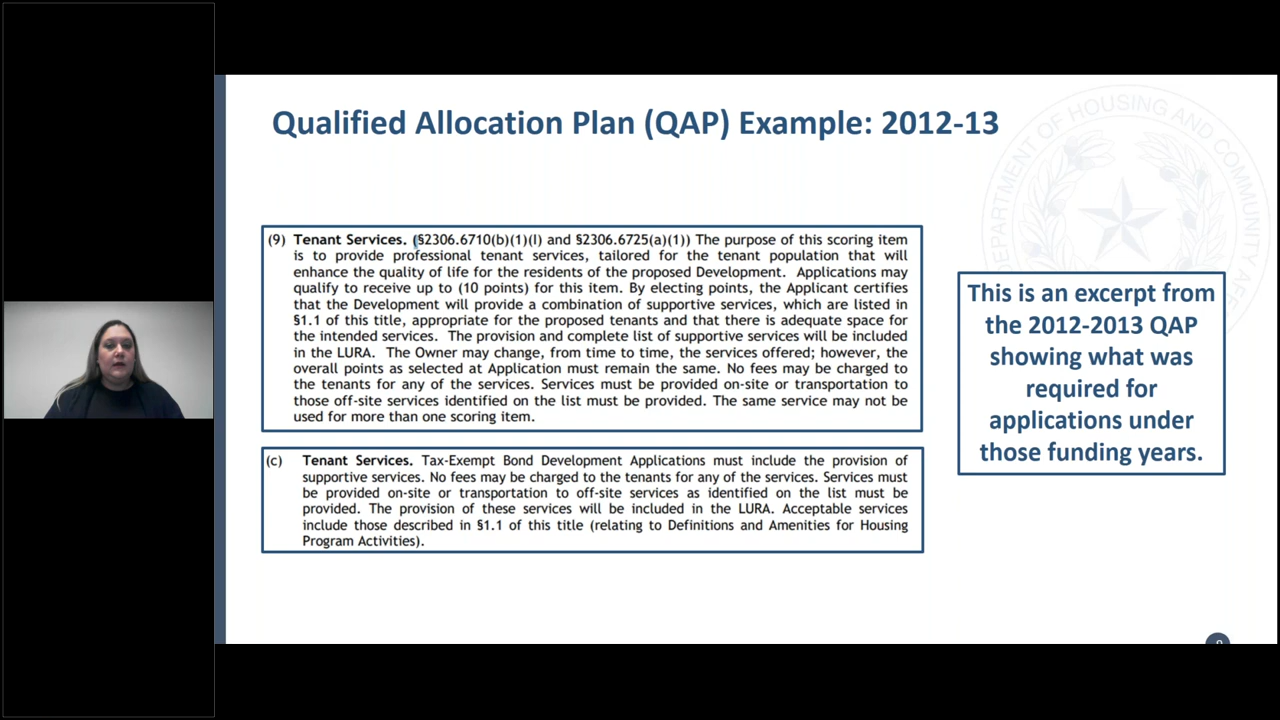 Qualified Allocation Plan (QAP) Example: 2012-13
(9) Tenant Services. (§2306.6710(b)(1)(I) and §2306.6725(a)(1)) The purpose of this scoring item
is to provide professional tenant services, tailored for the tenant population that will
enhance the quality of life for the residents of the proposed Development. Applications may
qualify to receive up to (10 points) for this item. By electing points, the Applicant certifies
that the Development will provide a combination of supportive services, which are listed in
§1.1 of this title, appropriate for the proposed tenants and that there is adequate space for
the intended services. The provision and complete list of supportive services will be included
in the LURA. The Owner may change, from time to time, the services offered; however, the
overall points as selected at Application must remain the same. No fees may be charged to
the tenants for any of the services. Services must be provided on-site or transportation to
those off-site services identified on the list must be provided. The same service may not be
used for more than one scoring item.
(c) Tenant Services. Tax-Exempt Bond Development Applications must include the provision of
supportive services. No fees may be charged to the tenants for any of the services. Services must
be provided on-site or transportation to off-site services as identified on the list must be
provided. The provision of these services will be included in the LURA. Acceptable services
include those described in §1.1 of this title (relating to Definitions and Amenities for Housing
Program Activities).
This is an excerpt from
the 2012-2013 QAP
showing what was
required for
applications under
those funding years.
DEPARTMENT OF HOUSING AND COMMUNITY